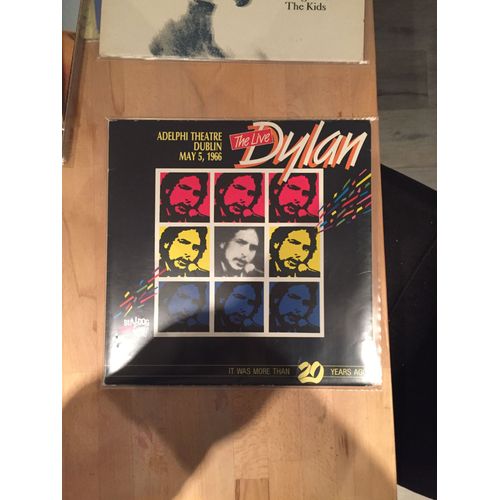 The Kids
ADELPHI THEATRE
DUBLIN
MAY 5, 1966
The Live
Dylan
IT WAS MORE THAN 20 YEARS AGO